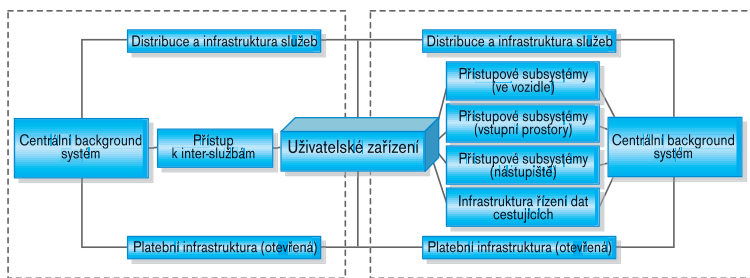 Distribuce a infrastruktura služeb
Distribuce a infrastruktura služeb
Přístupové subsystémy
(ve vozidle)
Přístupové subsystémy
(vstupní prostory)
Centrální background
systém
Přístup
k inter-službám
Uživatelské zařízení
Centrální background
systém
Přístupové subsystémy
(nástupiště)
Infrastruktura řízení dat
cestujících
Platební infrastruktura (otevřená)
Platební infrastruktura (otevřená)